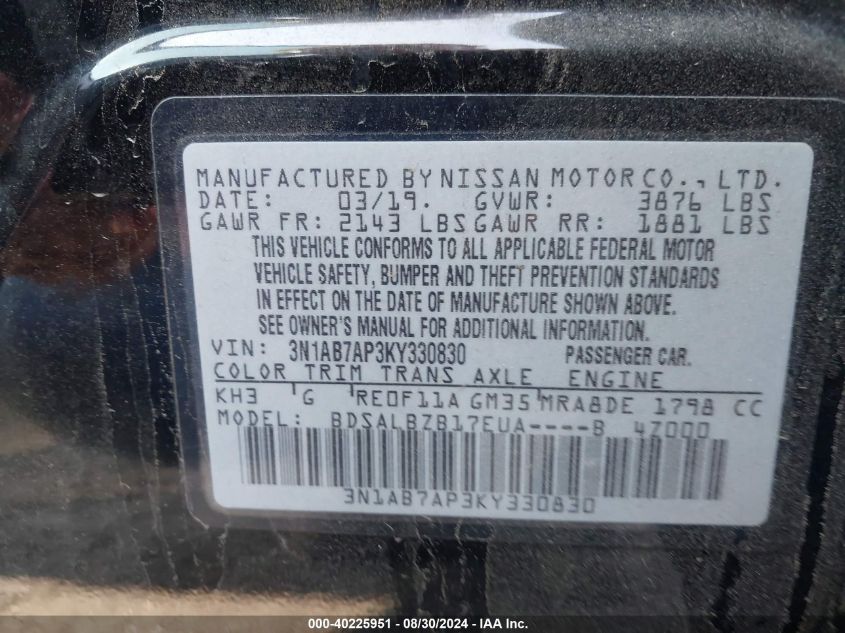 MANUFACTURED BY NISSAN MOTOR CO., LTD.
DATE: 03/19. GVWR: 3876 LBS
GAWR FR: 2143 LBS GAWR RR: 1881 LBS
THIS VEHICLE CONFORMS TO ALL APPLICABLE FEDERAL MOTOR
VEHICLE SAFETY, BUMPER AND THEFT PREVENTION STANDARDS
IN EFFECT ON THE DATE OF MANUFACTURE SHOWN ABOVE.
SEE OWNER'S MANUAL FOR ADDITIONAL INFORMATION.
VIN: 3N1AB7AP3KY330830 PASSENGER CAR.
COLOR TRIM TRANS AXLE ENGINE
KH3 G RE0F11A GM35 MRA8DE 1798 CC
MODEL: BDSALBZB17EUA----B 4Z000
3N1AB7AP3KY330830
000-40225951 - 08/30/2024 - IAA Inc.